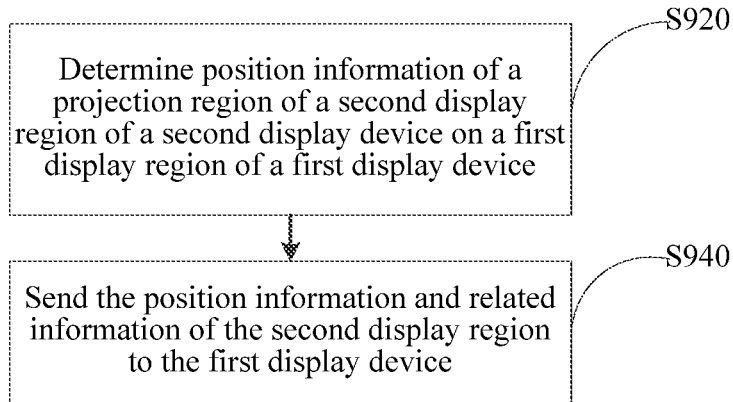 S920
Determine position information of a
projection region of a second display
region of a second display device on a first
display region of a first display device
S940
Send the position information and related
information of the second display region
to the first display device